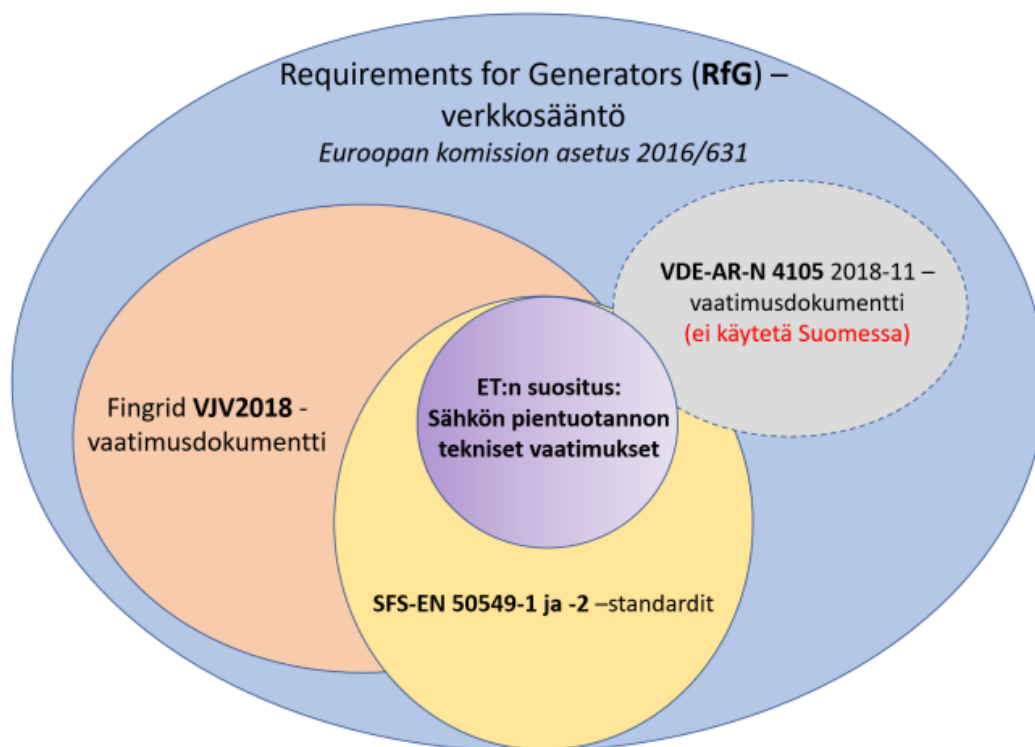 Requirements for Generators (RfG) –
verkkosääntö
Euroopan komission asetus 2016/631
VDE-AR-N 4105 2018-11 –
vaatimusdokumentti
(ei käytetä Suomessa)
Fingrid VJV2018 -
vaatimusdokumentti
ET:n suositus:
Sähkön pientuotannon
tekniset vaatimukset
SFS-EN 50549-1 ja -2 –standardit